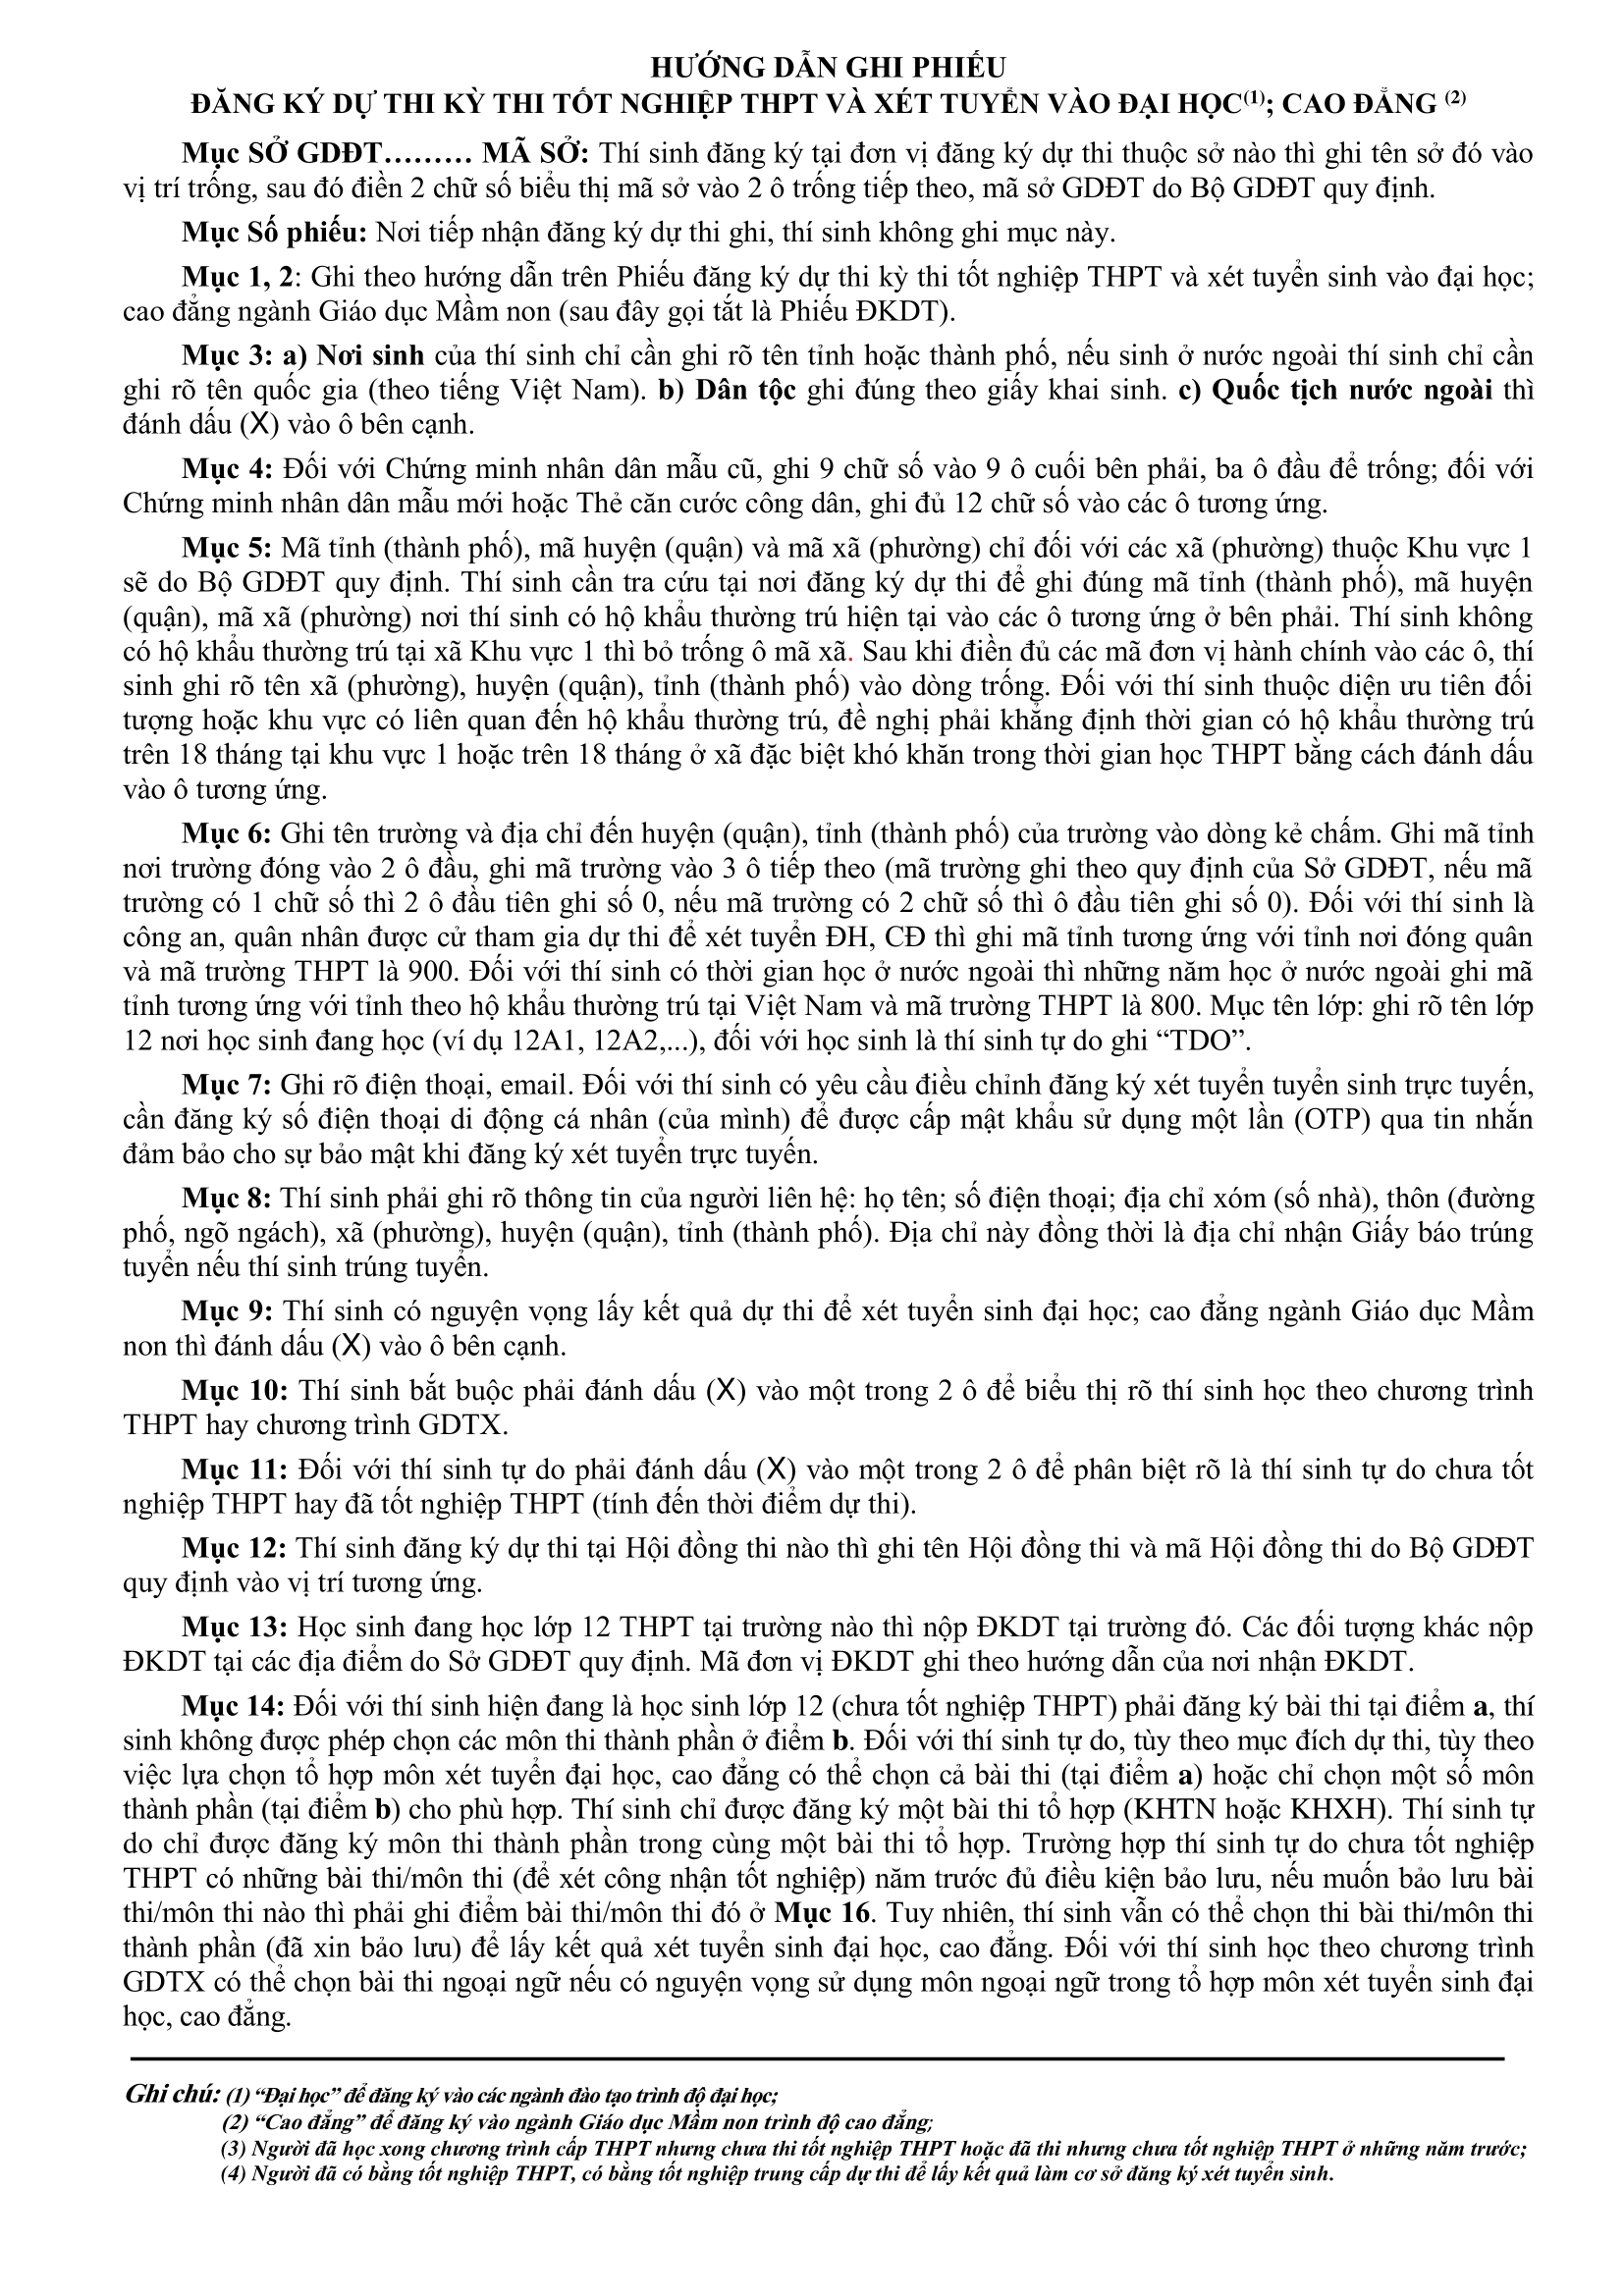 HƯỚNG DẪN GHI PHIẾU
ĐĂNG KÝ DỰ THI KỲ THI TỐT NGHIỆP THPT VÀ XÉT TUYỂN VÀO ĐẠI HỌC(1); CAO ĐẲNG (2)
Mục SỞ GDĐT……… MÃ SỞ: Thí sinh đăng ký tại đơn vị đăng ký dự thi thuộc sở nào thì ghi tên sở đó vào
vị trí trống, sau đó điền 2 chữ số biểu thị mã sở vào 2 ô trống tiếp theo, mã sở GDĐT do Bộ GDĐT quy định.
Mục Số phiếu: Nơi tiếp nhận đăng ký dự thi ghi, thí sinh không ghi mục này.
Mục 1, 2: Ghi theo hướng dẫn trên Phiếu đăng ký dự thi kỳ thi tốt nghiệp THPT và xét tuyển sinh vào đại học;
cao đẳng ngành Giáo dục Mầm non (sau đây gọi tắt là Phiếu ĐKDT).
Mục 3: a) Nơi sinh của thí sinh chỉ cần ghi rõ tên tỉnh hoặc thành phố, nếu sinh ở nước ngoài thí sinh chỉ cần
ghi rõ tên quốc gia (theo tiếng Việt Nam). b) Dân tộc ghi đúng theo giấy khai sinh. c) Quốc tịch nước ngoài thì
đánh dấu (X) vào ô bên cạnh.
Mục 4: Đối với Chứng minh nhân dân mẫu cũ, ghi 9 chữ số vào 9 ô cuối bên phải, ba ô đầu để trống; đối với
Chứng minh nhân dân mẫu mới hoặc Thẻ căn cước công dân, ghi đủ 12 chữ số vào các ô tương ứng.
Mục 5: Mã tỉnh (thành phố), mã huyện (quận) và mã xã (phường) chỉ đối với các xã (phường) thuộc Khu vực 1
sẽ do Bộ GDĐT quy định. Thí sinh cần tra cứu tại nơi đăng ký dự thi để ghi đúng mã tỉnh (thành phố), mã huyện
(quận), mã xã (phường) nơi thí sinh có hộ khẩu thường trú hiện tại vào các ô tương ứng ở bên phải. Thí sinh không
có hộ khẩu thường trú tại xã Khu vực 1 thì bỏ trống ô mã xã. Sau khi điền đủ các mã đơn vị hành chính vào các ô, thí
sinh ghi rõ tên xã (phường), huyện (quận), tỉnh (thành phố) vào dòng trống. Đối với thí sinh thuộc diện ưu tiên đối
tượng hoặc khu vực có liên quan đến hộ khẩu thường trú, đề nghị phải khẳng định thời gian có hộ khẩu thường trú
trên 18 tháng tại khu vực 1 hoặc trên 18 tháng ở xã đặc biệt khó khăn trong thời gian học THPT bằng cách đánh dấu
vào ô tương ứng.
Mục 6: Ghi tên trường và địa chỉ đến huyện (quận), tỉnh (thành phố) của trường vào dòng kẻ chấm. Ghi mã tỉnh
nơi trường đóng vào 2 ô đầu, ghi mã trường vào 3 ô tiếp theo (mã trường ghi theo quy định của Sở GDĐT, nếu mã
trường có 1 chữ số thì 2 ô đầu tiên ghi số 0, nếu mã trường có 2 chữ số thì ô đầu tiên ghi số 0). Đối với thí sinh là
công an, quân nhân được cử tham gia dự thi để xét tuyển ĐH, CĐ thì ghi mã tỉnh tương ứng với tỉnh nơi đóng quân
và mã trường THPT là 900. Đối với thí sinh có thời gian học ở nước ngoài thì những năm học ở nước ngoài ghi mã
tỉnh tương ứng với tỉnh theo hộ khẩu thường trú tại Việt Nam và mã trường THPT là 800. Mục tên lớp: ghi rõ tên lớp
12 nơi học sinh đang học (ví dụ 12A1, 12A2,...), đối với học sinh là thí sinh tự do ghi “TDO”.
Mục 7: Ghi rõ điện thoại, email. Đối với thí sinh có yêu cầu điều chỉnh đăng ký xét tuyển tuyển sinh trực tuyến,
cần đăng ký số điện thoại di động cá nhân (của mình) để được cấp mật khẩu sử dụng một lần (OTP) qua tin nhắn
đảm bảo cho sự bảo mật khi đăng ký xét tuyển trực tuyến.
Mục 8: Thí sinh phải ghi rõ thông tin của người liên hệ: họ tên; số điện thoại; địa chỉ xóm (số nhà), thôn (đường
phố, ngõ ngách), xã (phường), huyện (quận), tỉnh (thành phố). Địa chỉ này đồng thời là địa chỉ nhận Giấy báo trúng
tuyển nếu thí sinh trúng tuyển.
Mục 9: Thí sinh có nguyện vọng lấy kết quả dự thi để xét tuyển sinh đại học; cao đẳng ngành Giáo dục Mầm
non thì đánh dấu (X) vào ô bên cạnh.
Mục 10: Thí sinh bắt buộc phải đánh dấu (X) vào một trong 2 ô để biểu thị rõ thí sinh học theo chương trình
THPT hay chương trình GDTX.
Mục 11: Đối với thí sinh tự do phải đánh dấu (X) vào một trong 2 ô để phân biệt rõ là thí sinh tự do chưa tốt
nghiệp THPT hay đã tốt nghiệp THPT (tính đến thời điểm dự thi).
Mục 12: Thí sinh đăng ký dự thi tại Hội đồng thi nào thì ghi tên Hội đồng thi và mã Hội đồng thi do Bộ GDĐT
quy định vào vị trí tương ứng.
Mục 13: Học sinh đang học lớp 12 THPT tại trường nào thì nộp ĐKDT tại trường đó. Các đối tượng khác nộp
ĐKDT tại các địa điểm do Sở GDĐT quy định. Mã đơn vị ĐKDT ghi theo hướng dẫn của nơi nhận ĐKDT.
Mục 14: Đối với thí sinh hiện đang là học sinh lớp 12 (chưa tốt nghiệp THPT) phải đăng ký bài thi tại điểm a, thí
sinh không được phép chọn các môn thi thành phần ở điểm b. Đối với thí sinh tự do, tùy theo mục đích dự thi, tùy theo
việc lựa chọn tổ hợp môn xét tuyển đại học, cao đẳng có thể chọn cả bài thi (tại điểm a) hoặc chỉ chọn một số môn
thành phần (tại điểm b) cho phù hợp. Thí sinh chỉ được đăng ký một bài thi tổ hợp (KHTN hoặc KHXH). Thí sinh tự
do chỉ được đăng ký môn thi thành phần trong cùng một bài thi tổ hợp. Trường hợp thí sinh tự do chưa tốt nghiệp
THPT có những bài thi/môn thi (để xét công nhận tốt nghiệp) năm trước đủ điều kiện bảo lưu, nếu muốn bảo lưu bài
thi/môn thi nào thì phải ghi điểm bài thi/môn thi đó ở Mục 16. Tuy nhiên, thí sinh vẫn có thể chọn thi bài thi/môn thi
thành phần (đã xin bảo lưu) để lấy kết quả xét tuyển sinh đại học, cao đẳng. Đối với thí sinh học theo chương trình
GDTX có thể chọn bài thi ngoại ngữ nếu có nguyện vọng sử dụng môn ngoại ngữ trong tổ hợp môn xét tuyển sinh đại
học, cao đẳng.
Ghi chú: (1) “Đại học” để đăng ký vào các ngành đào tạo trình độ đại học;
(2) “Cao đẳng” để đăng ký vào ngành Giáo dục Mầm non trình độ cao đẳng;
(3) Người đã học xong chương trình cấp THPT nhưng chưa thi tốt nghiệp THPT hoặc đã thi nhưng chưa tốt nghiệp THPT ở những năm trước;
(4) Người đã có bằng tốt nghiệp THPT, có bằng tốt nghiệp trung cấp dự thi để lấy kết quả làm cơ sở đăng ký xét tuyển sinh.